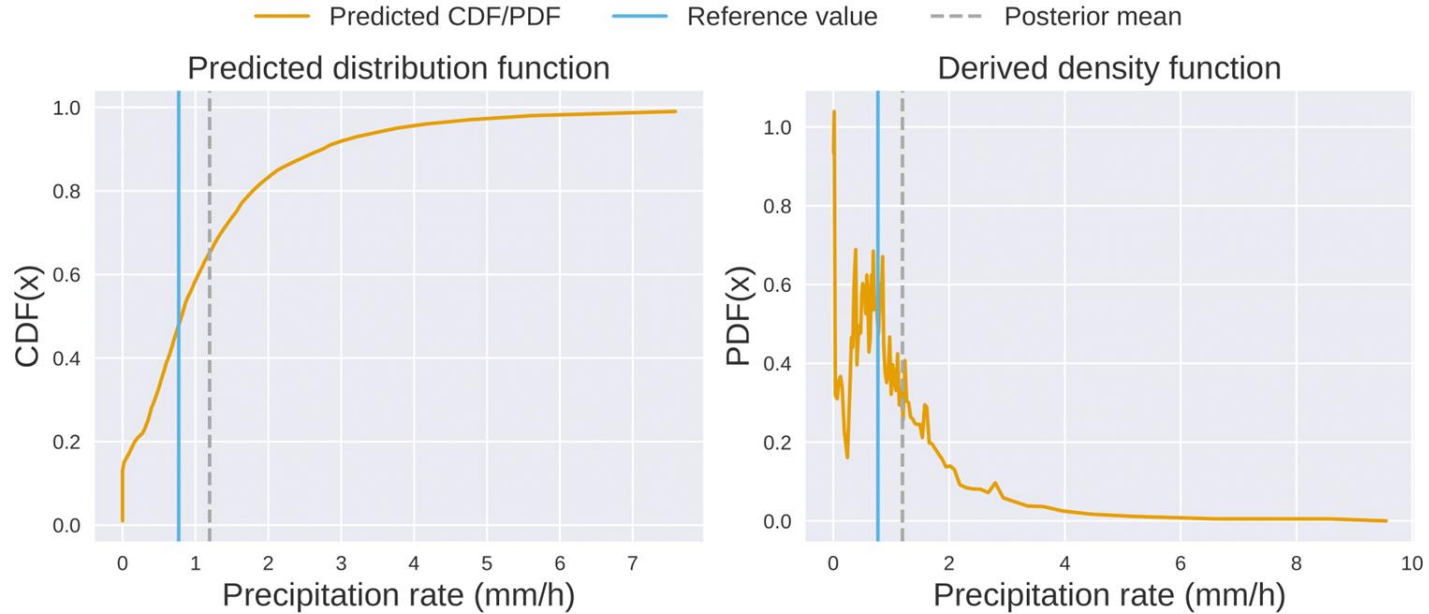 Predicted CDF/PDF Reference value Posterior mean
Predicted distribution function
CDF(x)
1.0
0.8
0.6
0.4
0.2
0.0
0 1 2 3 4 5 6 7
Precipitation rate (mm/h)
Derived density function
PDF(x)
1.0
0.8
0.6
0.4
0.2
0.0
0 2 4 6 8 10
Precipitation rate (mm/h)